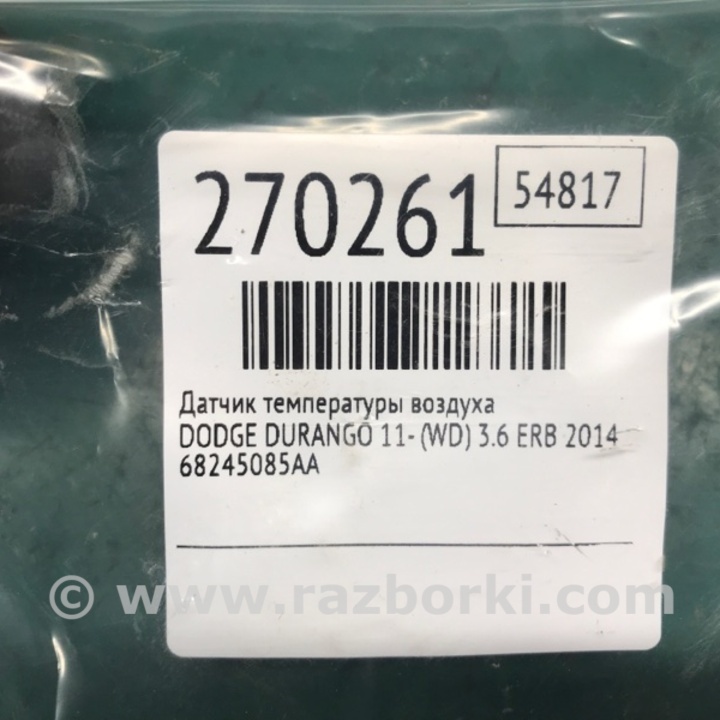 270261
54817
Датчик температуры воздуха
DODGE DURANGO 11- (WD) 3.6 ERB 2014
68245085AA
© www.razborki.com